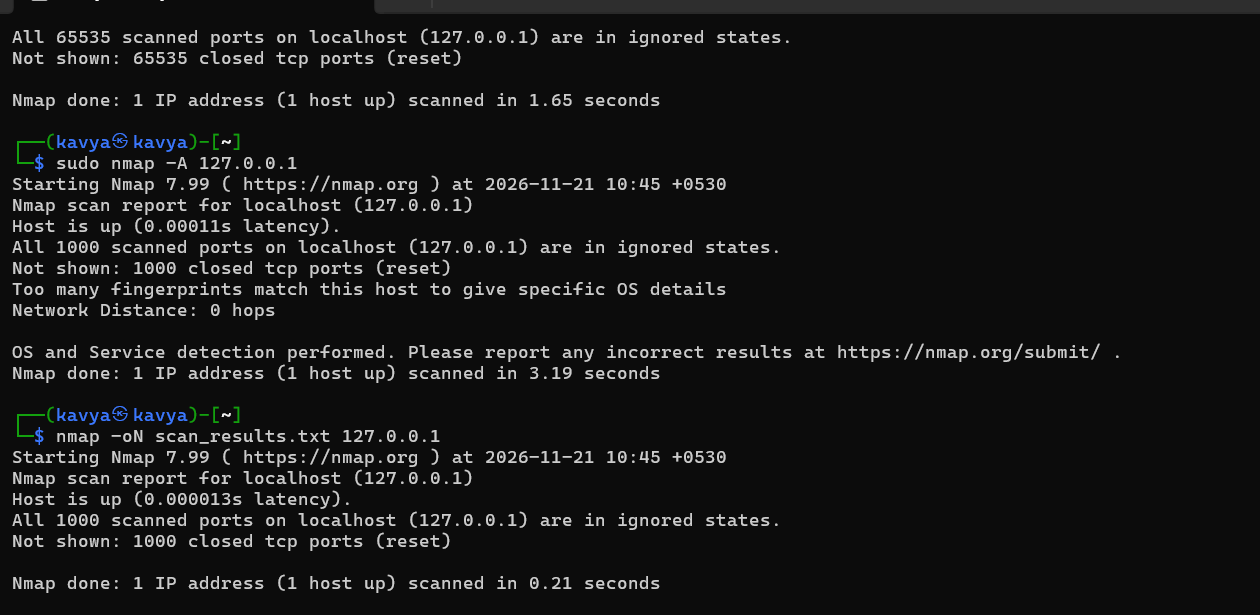 All 65535 scanned ports on localhost (127.0.0.1) are in ignored states.
Not shown: 65535 closed tcp ports (reset)
Nmap done: 1 IP address (1 host up) scanned in 1.65 seconds
┌──(kavya㉿kavya)-[~]
└─$ sudo nmap -A 127.0.0.1
Starting Nmap 7.99 ( https://nmap.org ) at 2026-11-21 10:45 +0530
Nmap scan report for localhost (127.0.0.1)
Host is up (0.00011s latency).
All 1000 scanned ports on localhost (127.0.0.1) are in ignored states.
Not shown: 1000 closed tcp ports (reset)
Too many fingerprints match this host to give specific OS details
Network Distance: 0 hops
OS and Service detection performed. Please report any incorrect results at https://nmap.org/submit/ .
Nmap done: 1 IP address (1 host up) scanned in 3.19 seconds
┌──(kavya㉿kavya)-[~]
└─$ nmap -oN scan_results.txt 127.0.0.1
Starting Nmap 7.99 ( https://nmap.org ) at 2026-11-21 10:45 +0530
Nmap scan report for localhost (127.0.0.1)
Host is up (0.000013s latency).
All 1000 scanned ports on localhost (127.0.0.1) are in ignored states.
Not shown: 1000 closed tcp ports (reset)
Nmap done: 1 IP address (1 host up) scanned in 0.21 seconds